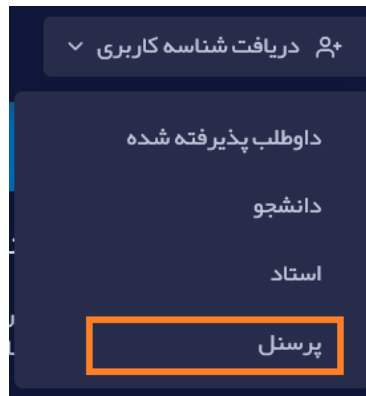 دریافت شناسه کاربری
داوطلب پذیرفته شده
دانشجو
استاد
پرسنل